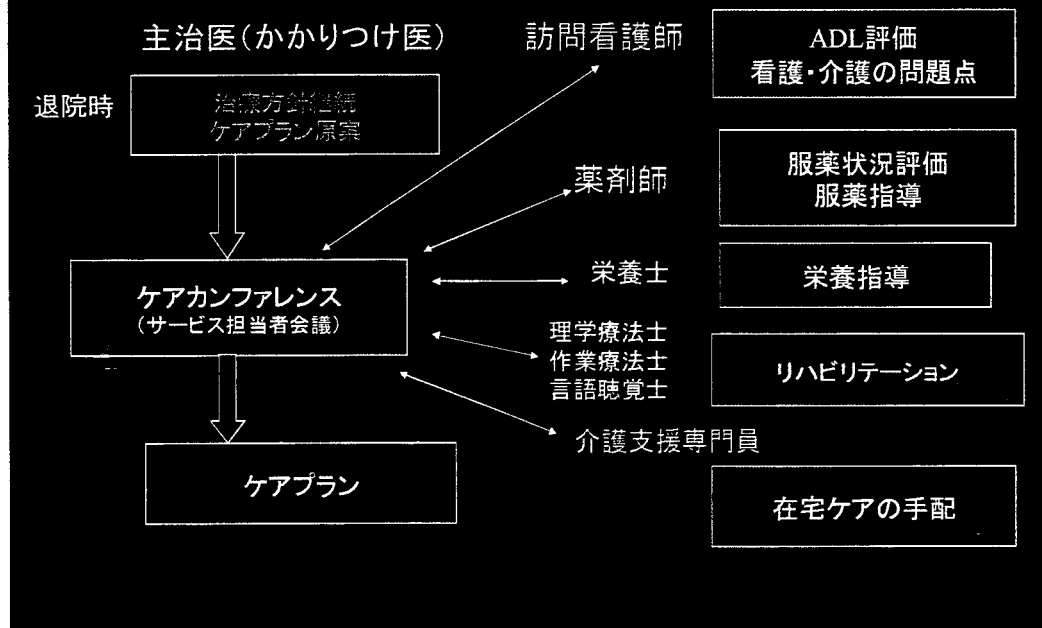 主治医(かかりつけ医)
退院時
治療方針継続
ケアプラン原案
ケアカンファレンス
(サービス担当者会議)
ケアプラン
訪問看護師
ADL評価
看護・介護の問題点
薬剤師
服薬状況評価
服薬指導
栄養士
栄養指導
理学療法士
作業療法士
言語聴覚士
リハビリテーション
介護支援専門員
在宅ケアの手配